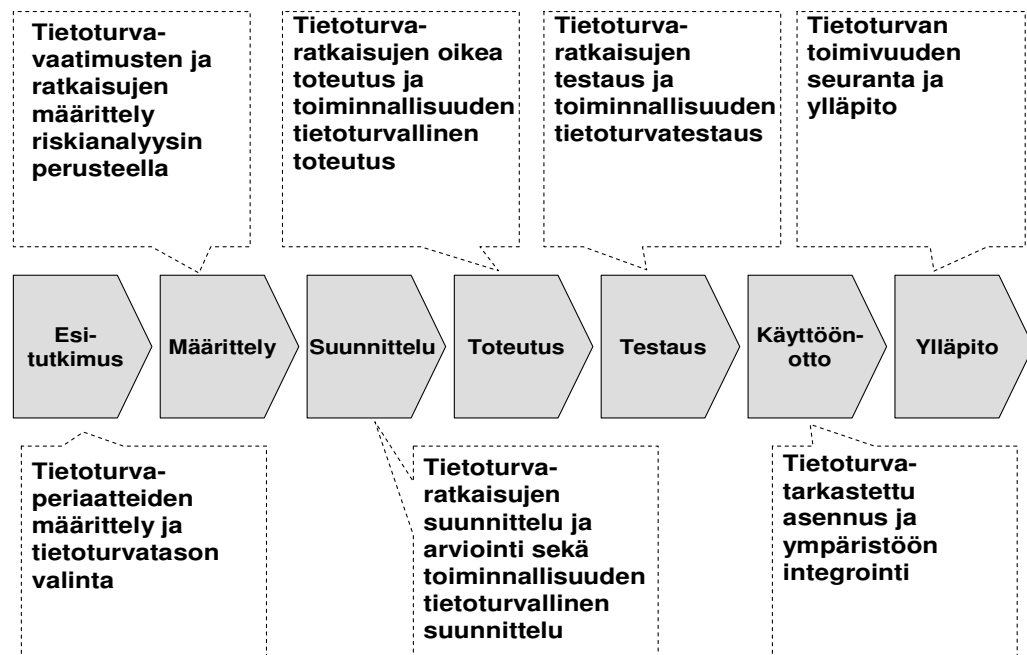 Tietoturva-
vaatimusten ja
ratkaisujen
määrittely
riskianalyysin
perusteella
Tietoturva-
ratkaisujen oikea
toteutus ja
toiminnallisuuden
tietoturvallinen
toteutus
Tietoturva-
ratkaisujen
testaus ja
toiminnallisuuden
tietoturvatestaus
Tietoturvan
toimivuuden
seuranta ja
ylläpito
Esi-
tutkimus
Määrittely
Suunnittelu
Toteutus
Testaus
Käyttöön-
otto
Ylläpito
Tietoturva-
periaatteiden
määrittely ja
tietoturvatason
valinta
Tietoturva-
ratkaisujen
suunnittelu ja
arviointi sekä
toiminnallisuuden
tietoturvallinen
suunnittelu
Tietoturva-
tarkastettu
asennus ja
ympäristöön
integrointi